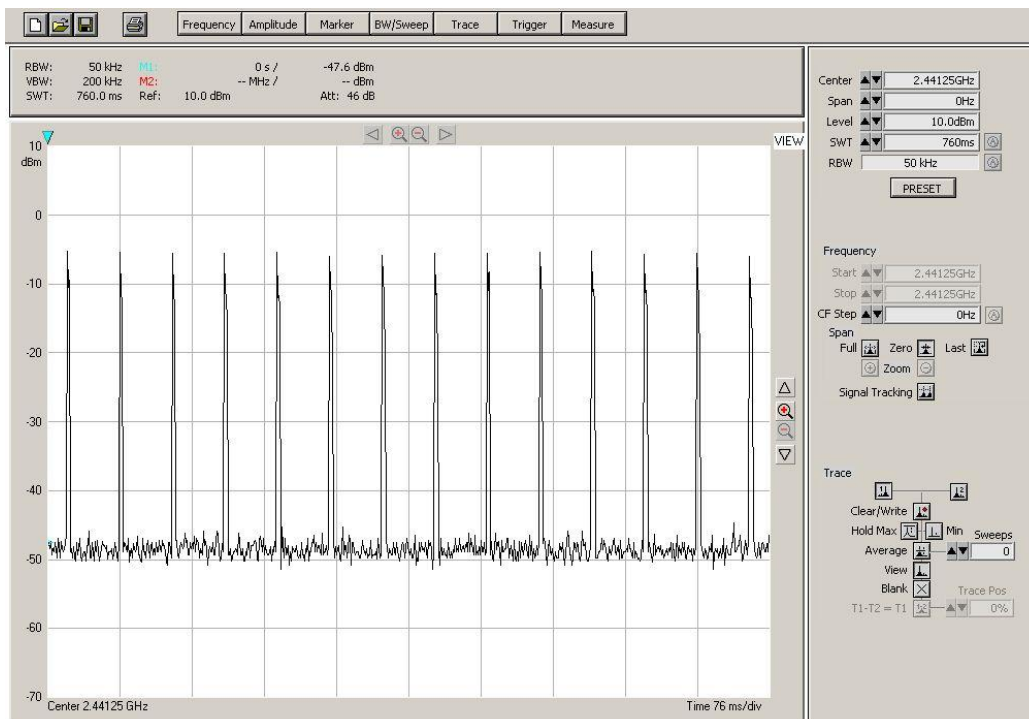 Frequency Amplitude Marker BW/Sweep Trace Trigger Measure
RBW: 50 kHz M1: 0 s / -47.6 dBm
VBW: 200 kHz M2: -- MHz / -- dBm
SWT: 760.0 ms Ref: 10.0 dBm Att: 46 dB
VIEW
10
dBm
0
-10
-20
-30
-40
-50
-60
-70
Center 2.44125 GHz Time 76 ms/div
Center 2.44125GHz
Span 0Hz
Level 10.0dBm
SWT 760ms
RBW 50 kHz
PRESET
Frequency
Start 2.44125GHz
Stop 2.44125GHz
CF Step 0Hz
Span
Full Zero Last
Zoom
Signal Tracking
Trace
1 2
Clear/Write
Hold Max Min Sweeps
Average 0
View
Blank Trace Pos
T1-T2 = T1 0%